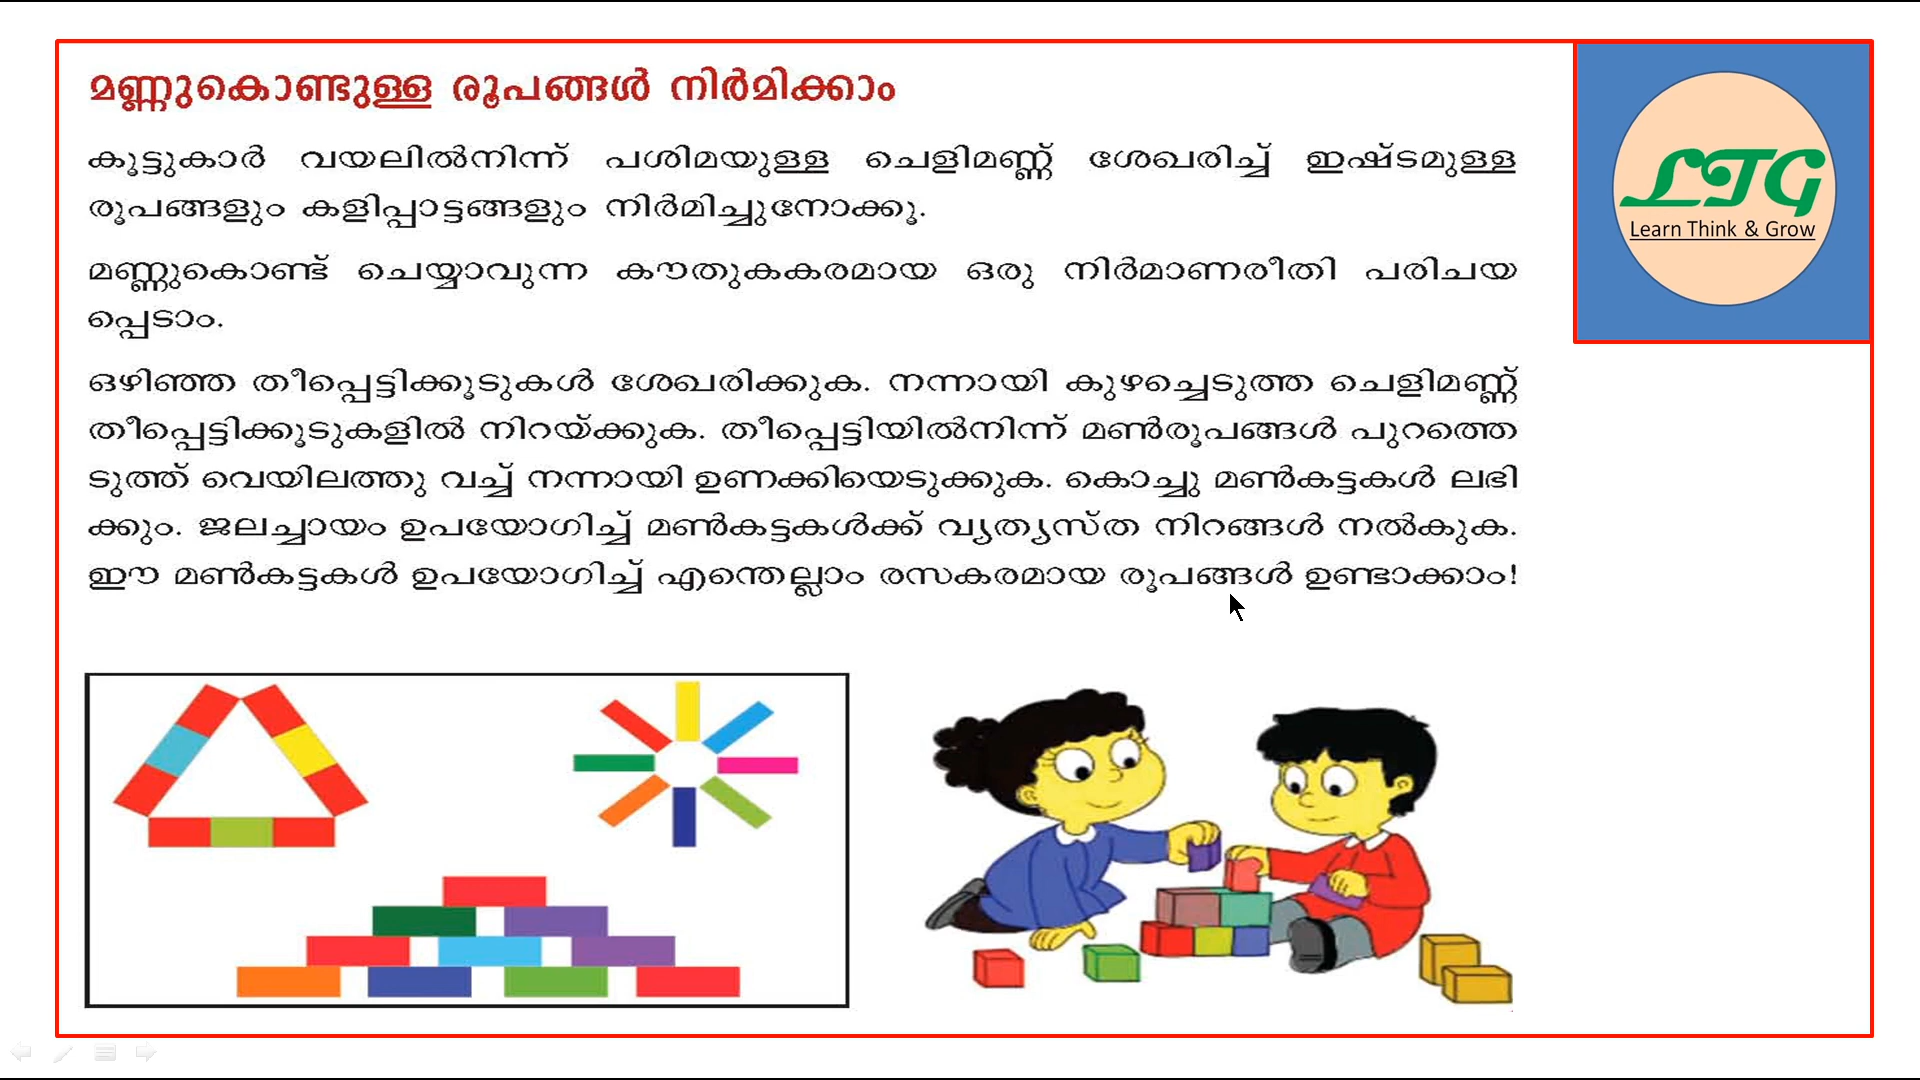 മണ്ണുകൊണ്ടുള്ള രൂപങ്ങൾ നിർമിക്കാം
കൂട്ടുകാർ വയലിൽനിന്ന് പശിമയുള്ള ചെളിമണ്ണ് ശേഖരിച്ച് ഇഷ്ടമുള്ള
രൂപങ്ങളും കളിപ്പാട്ടങ്ങളും നിർമിച്ചുനോക്കൂ.
മണ്ണുകൊണ്ട് ചെയ്യാവുന്ന കൗതുകകരമായ ഒരു നിർമാണരീതി പരിചയ
പ്പെടാം.
ഒഴിഞ്ഞ തീപ്പെട്ടിക്കൂടുകൾ ശേഖരിക്കുക. നന്നായി കുഴച്ചെടുത്ത ചെളിമണ്ണ്
തീപ്പെട്ടിക്കൂടുകളിൽ നിറയ്ക്കുക. തീപ്പെട്ടിയിൽനിന്ന് മൺരൂപങ്ങൾ പുറത്തെ
ടുത്ത് വെയിലത്തു വച്ച് നന്നായി ഉണക്കിയെടുക്കുക. കൊച്ചു മൺകട്ടകൾ ലഭി
ക്കും. ജലച്ചായം ഉപയോഗിച്ച് മൺകട്ടകൾക്ക് വ്യത്യസ്ത നിറങ്ങൾ നൽകുക.
ഈ മൺകട്ടകൾ ഉപയോഗിച്ച് എന്തെല്ലാം രസകരമായ രൂപങ്ങൾ ഉണ്ടാക്കാം!
LTG
Learn Think & Grow